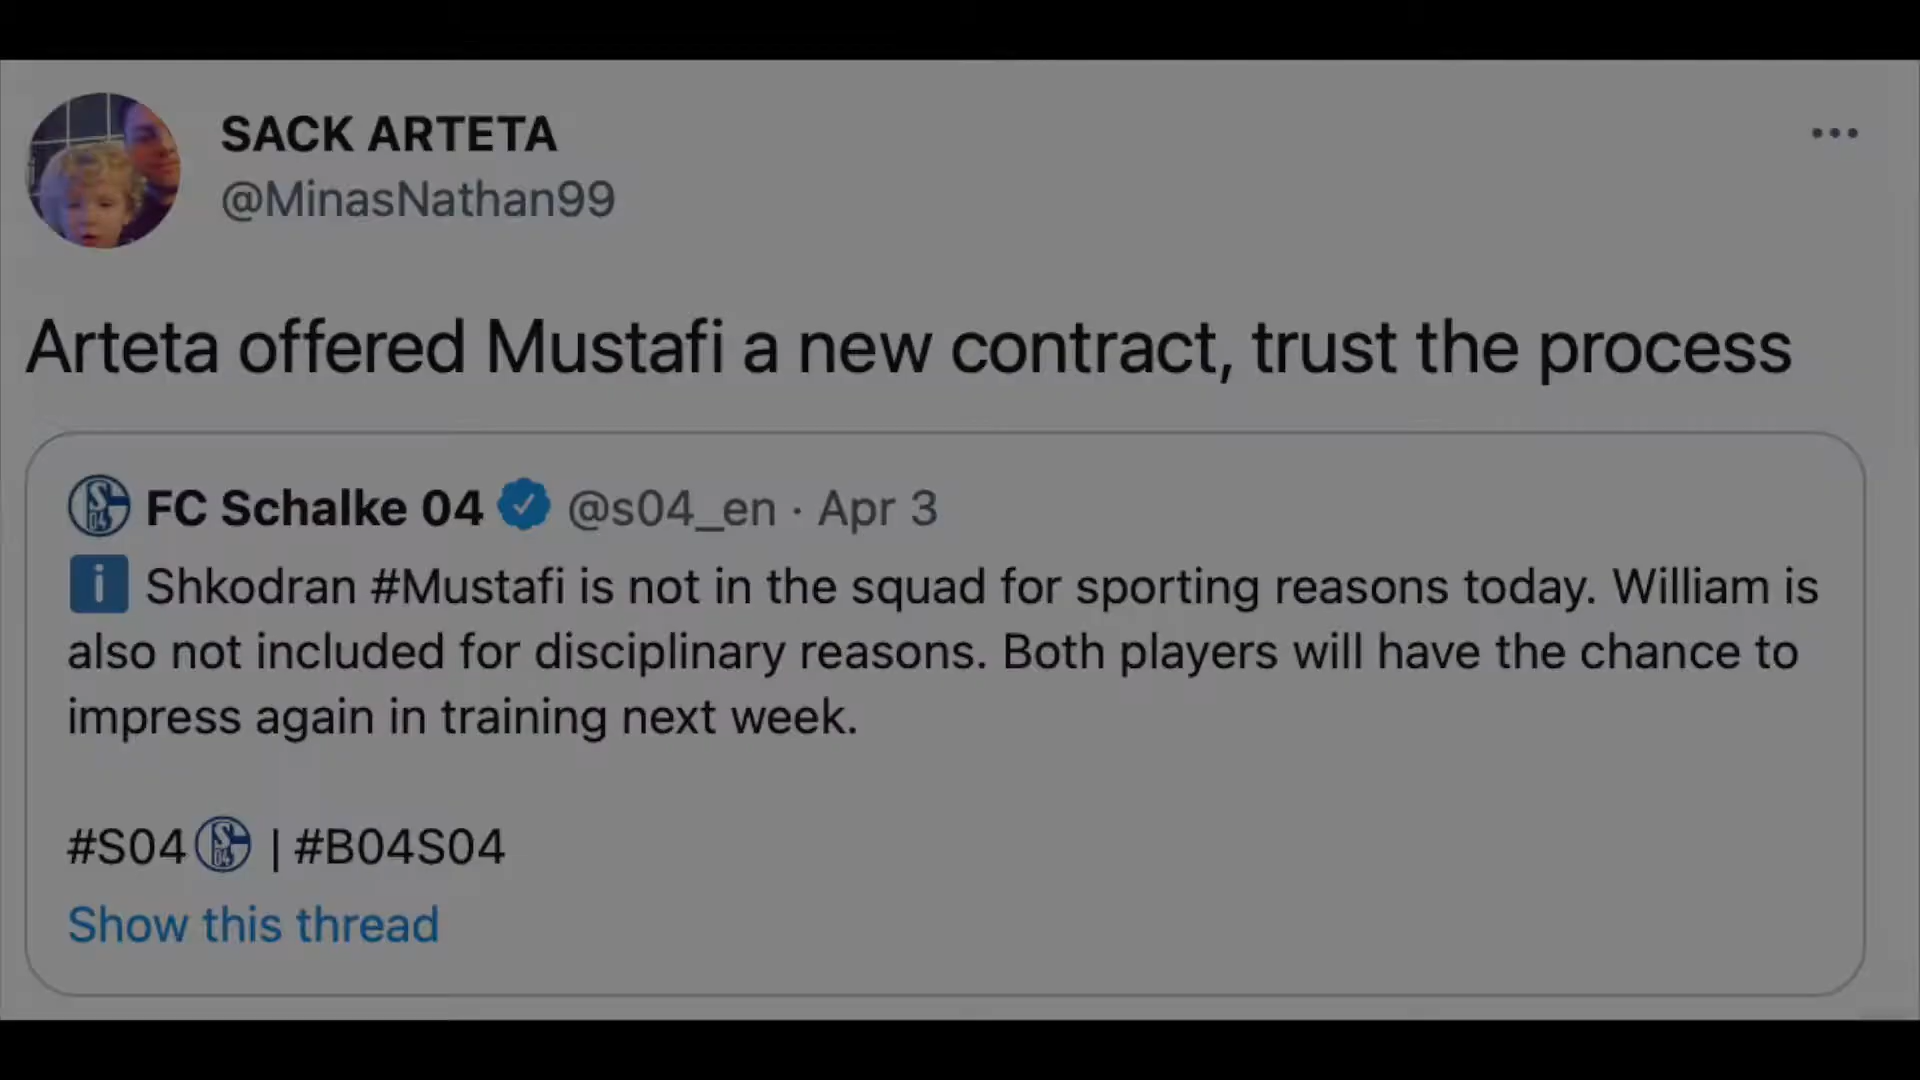 SACK ARTETA
@MinasNathan99
Arteta offered Mustafi a new contract, trust the process
FC Schalke 04 @s04_en · Apr 3
ℹ️ Shkodran #Mustafi is not in the squad for sporting reasons today. William is
also not included for disciplinary reasons. Both players will have the chance to
impress again in training next week.
#S04 | #B04S04
Show this thread